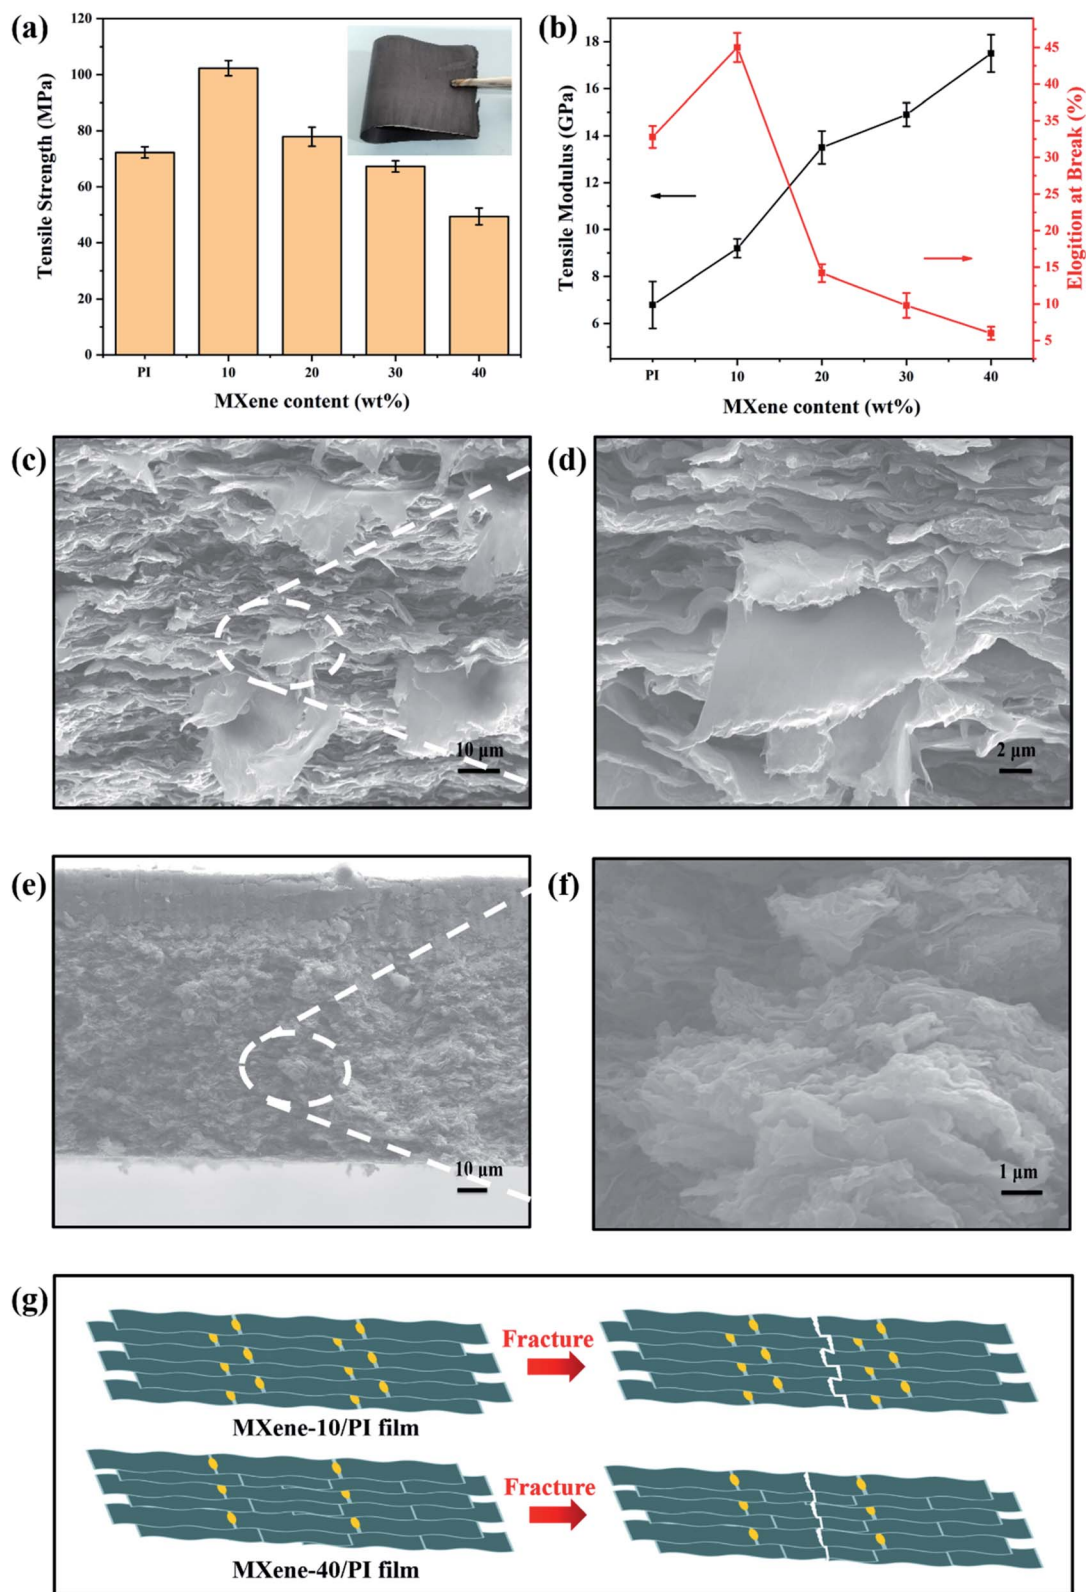 (a)
120
100
80
60
40
20
0
Tensile Strength (MPa)
PI 10 20 30 40
MXene content (wt%)
(b)
18
16
14
12
10
8
6
Tensile Modulus (GPa)
45
40
35
30
25
20
15
10
5
Elogition at Break (%)
PI 10 20 30 40
MXene content (wt%)
(c)
10 μm
(d)
2 μm
(e)
10 μm
(f)
1 μm
(g)
Fracture
MXene-10/PI film
Fracture
MXene-40/PI film